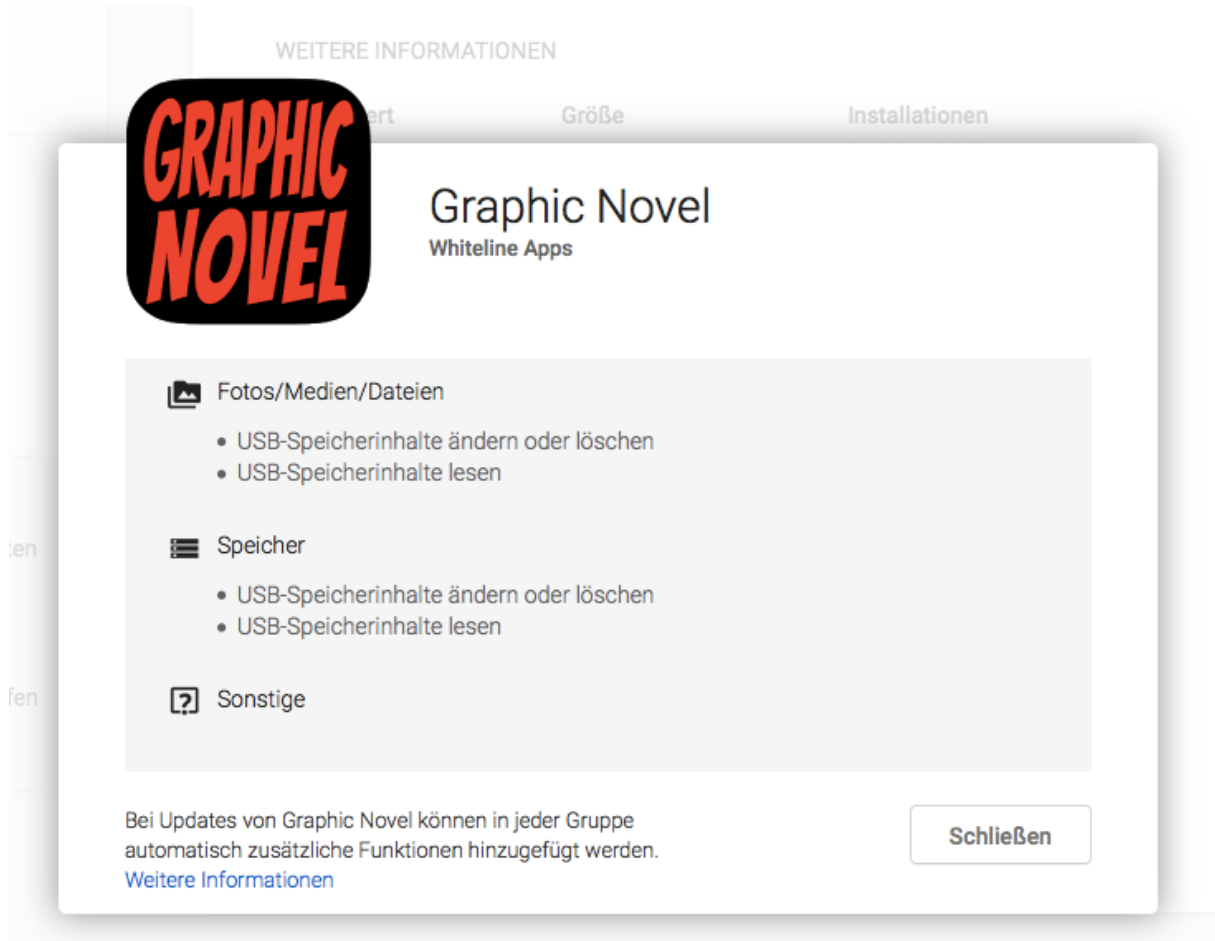 WEITERE INFORMATIONEN
ert Größe Installationen
GRAPHIC
NOVEL
Graphic Novel
Whiteline Apps
Fotos/Medien/Dateien
• USB-Speicherinhalte ändern oder löschen
• USB-Speicherinhalte lesen
Speicher
• USB-Speicherinhalte ändern oder löschen
• USB-Speicherinhalte lesen
Sonstige
Bei Updates von Graphic Novel können in jeder Gruppe
automatisch zusätzliche Funktionen hinzugefügt werden.
Weitere Informationen
Schließen